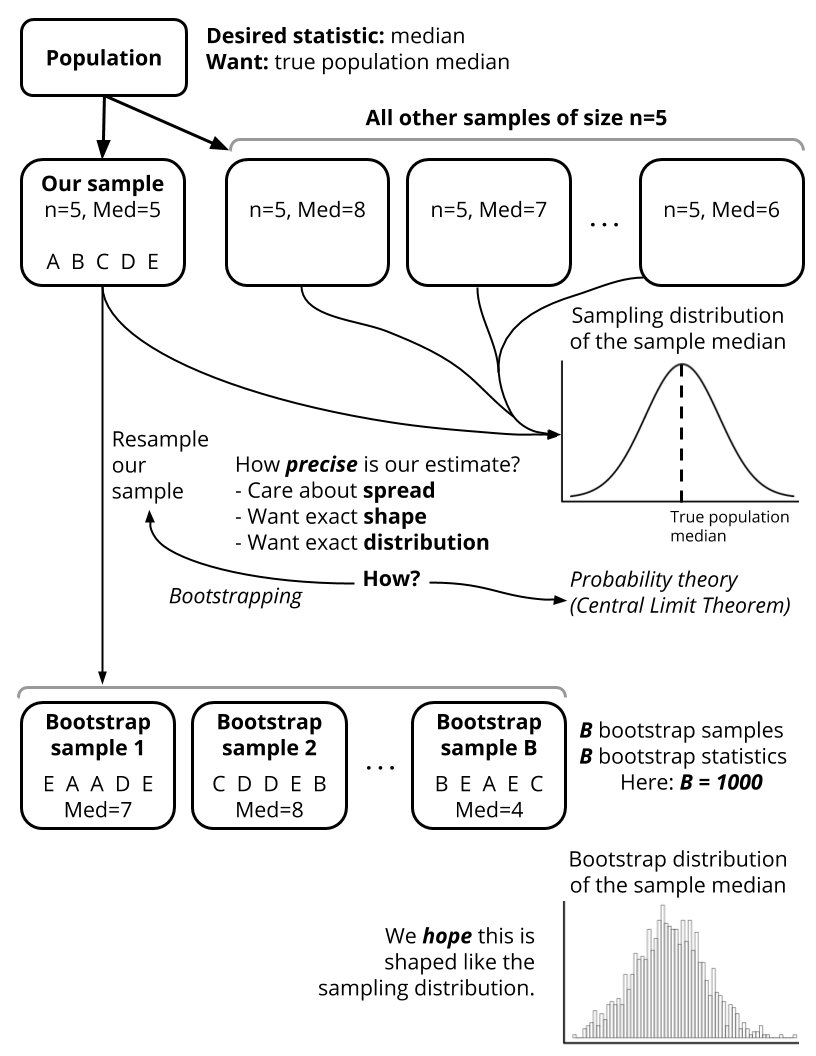 Population
Desired statistic: median
Want: true population median
All other samples of size n=5
Our sample
n=5, Med=5
A B C D E
n=5, Med=8
n=5, Med=7
...
n=5, Med=6
Sampling distribution
of the sample median
True population
median
Resample
our
sample
How precise is our estimate?
- Care about spread
- Want exact shape
- Want exact distribution
How?
Bootstrapping
Probability theory
(Central Limit Theorem)
Bootstrap
sample 1
E A A D E
Med=7
Bootstrap
sample 2
C D D E B
Med=8
...
Bootstrap
sample B
B E A E C
Med=4
B bootstrap samples
B bootstrap statistics
Here: B = 1000
Bootstrap distribution
of the sample median
We hope this is
shaped like the
sampling distribution.